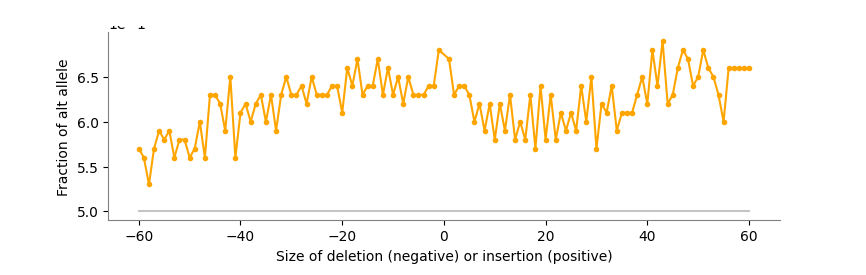 6.5
6.0
5.5
5.0
Fraction of alt allele
−60 −40 −20 0 20 40 60
Size of deletion (negative) or insertion (positive)